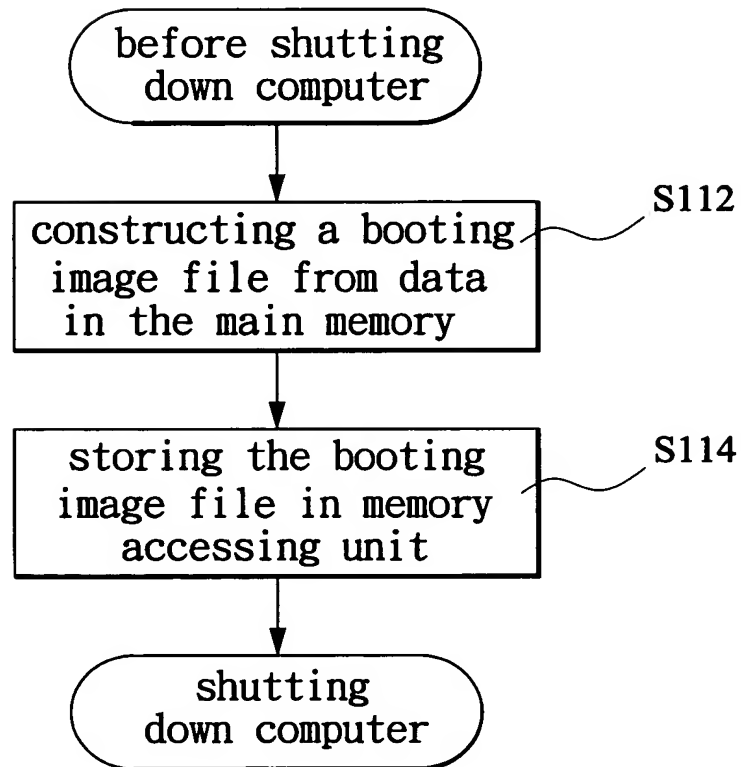 before shutting
down computer
S112
constructing a booting
image file from data
in the main memory
S114
storing the booting
image file in memory
accessing unit
shutting
down computer